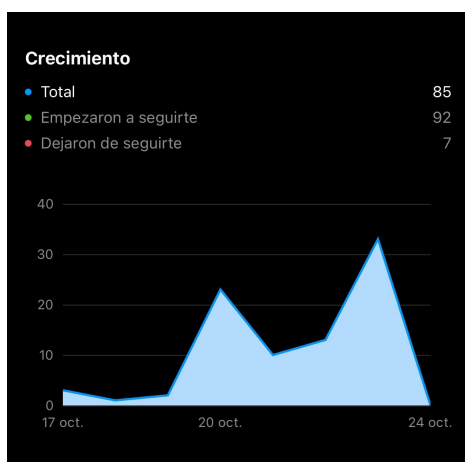 Crecimiento
Total 85
Empezaron a seguirte 92
Dejaron de seguirte 7
40
30
20
10
0
17 oct. 20 oct. 24 oct.